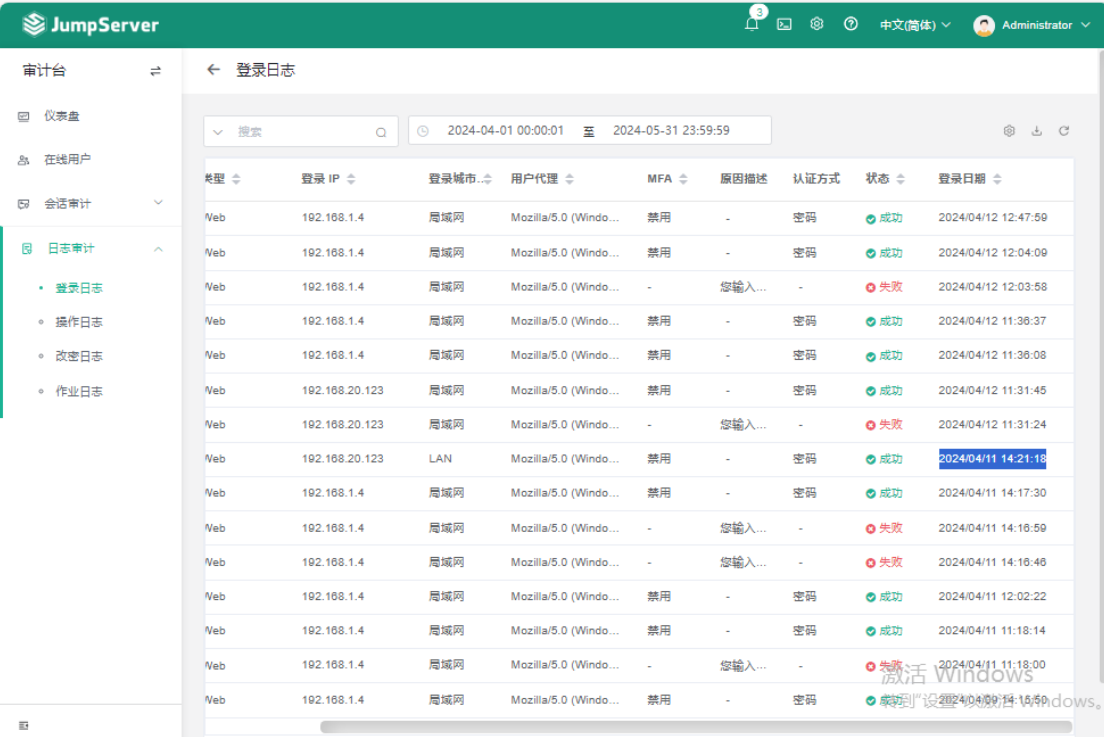 JumpServer
3
中文(简体)
Administrator
审计台
登录日志
仪表盘
在线用户
会话审计
日志审计
登录日志
操作日志
改密日志
作业日志
搜索
2024-04-01 00:00:01 至 2024-05-31 23:59:59
类型 登录 IP 登录城市... 用户代理 MFA 原因描述 认证方式 状态 登录日期
Web 192.168.1.4 局域网 Mozilla/5.0 (Windo... 禁用 - 密码 成功 2024/04/12 12:47:59
Web 192.168.1.4 局域网 Mozilla/5.0 (Windo... 禁用 - 密码 成功 2024/04/12 12:04:09
Web 192.168.1.4 局域网 Mozilla/5.0 (Windo... - 您输入... - 失败 2024/04/12 12:03:58
Web 192.168.1.4 局域网 Mozilla/5.0 (Windo... 禁用 - 密码 成功 2024/04/12 11:36:37
Web 192.168.1.4 局域网 Mozilla/5.0 (Windo... 禁用 - 密码 成功 2024/04/12 11:36:08
Web 192.168.20.123 局域网 Mozilla/5.0 (Windo... 禁用 - 密码 成功 2024/04/12 11:31:45
Web 192.168.20.123 局域网 Mozilla/5.0 (Windo... - 您输入... - 失败 2024/04/12 11:31:24
Web 192.168.20.123 LAN Mozilla/5.0 (Windo... 禁用 - 密码 成功 2024/04/11 14:21:18
Web 192.168.1.4 局域网 Mozilla/5.0 (Windo... 禁用 - 密码 成功 2024/04/11 14:17:30
Web 192.168.1.4 局域网 Mozilla/5.0 (Windo... - 您输入... - 失败 2024/04/11 14:16:59
Web 192.168.1.4 局域网 Mozilla/5.0 (Windo... - 您输入... - 失败 2024/04/11 14:16:46
Web 192.168.1.4 局域网 Mozilla/5.0 (Windo... 禁用 - 密码 成功 2024/04/11 12:02:22
Web 192.168.1.4 局域网 Mozilla/5.0 (Windo... 禁用 - 密码 成功 2024/04/11 11:18:14
Web 192.168.1.4 局域网 Mozilla/5.0 (Windo... - 您输入... - 失败 2024/04/11 11:18:00
Web 192.168.1.4 局域网 Mozilla/5.0 (Windo... 禁用 - 密码 成功 2024/04/09 14:15:50
激活 Windows
转到“设置”以激活 Windows。